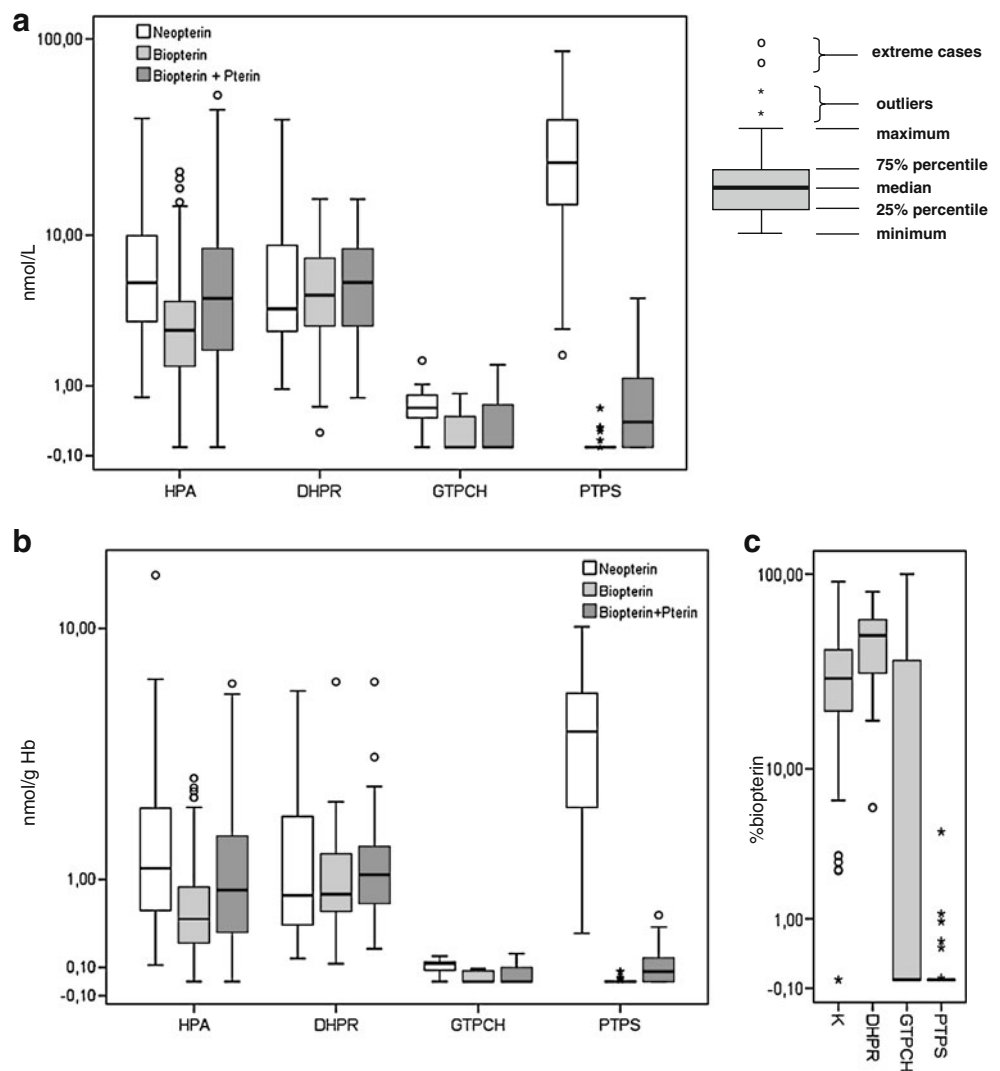 a
100,00
10,00
1,00
-0,10
nmol/L
Neopterin
Biopterin
Biopterin + Pterin
HPA
DHPR
GTPCH
PTPS
extreme cases
outliers
maximum
75% percentile
median
25% percentile
minimum
b
10,00
1,00
0,10
-0,10
nmol/g Hb
Neopterin
Biopterin
Biopterin+Pterin
HPA
DHPR
GTPCH
PTPS
c
100,00
10,00
1,00
-0,10
%biopterin
K
DHPR
GTPCH
PTPS